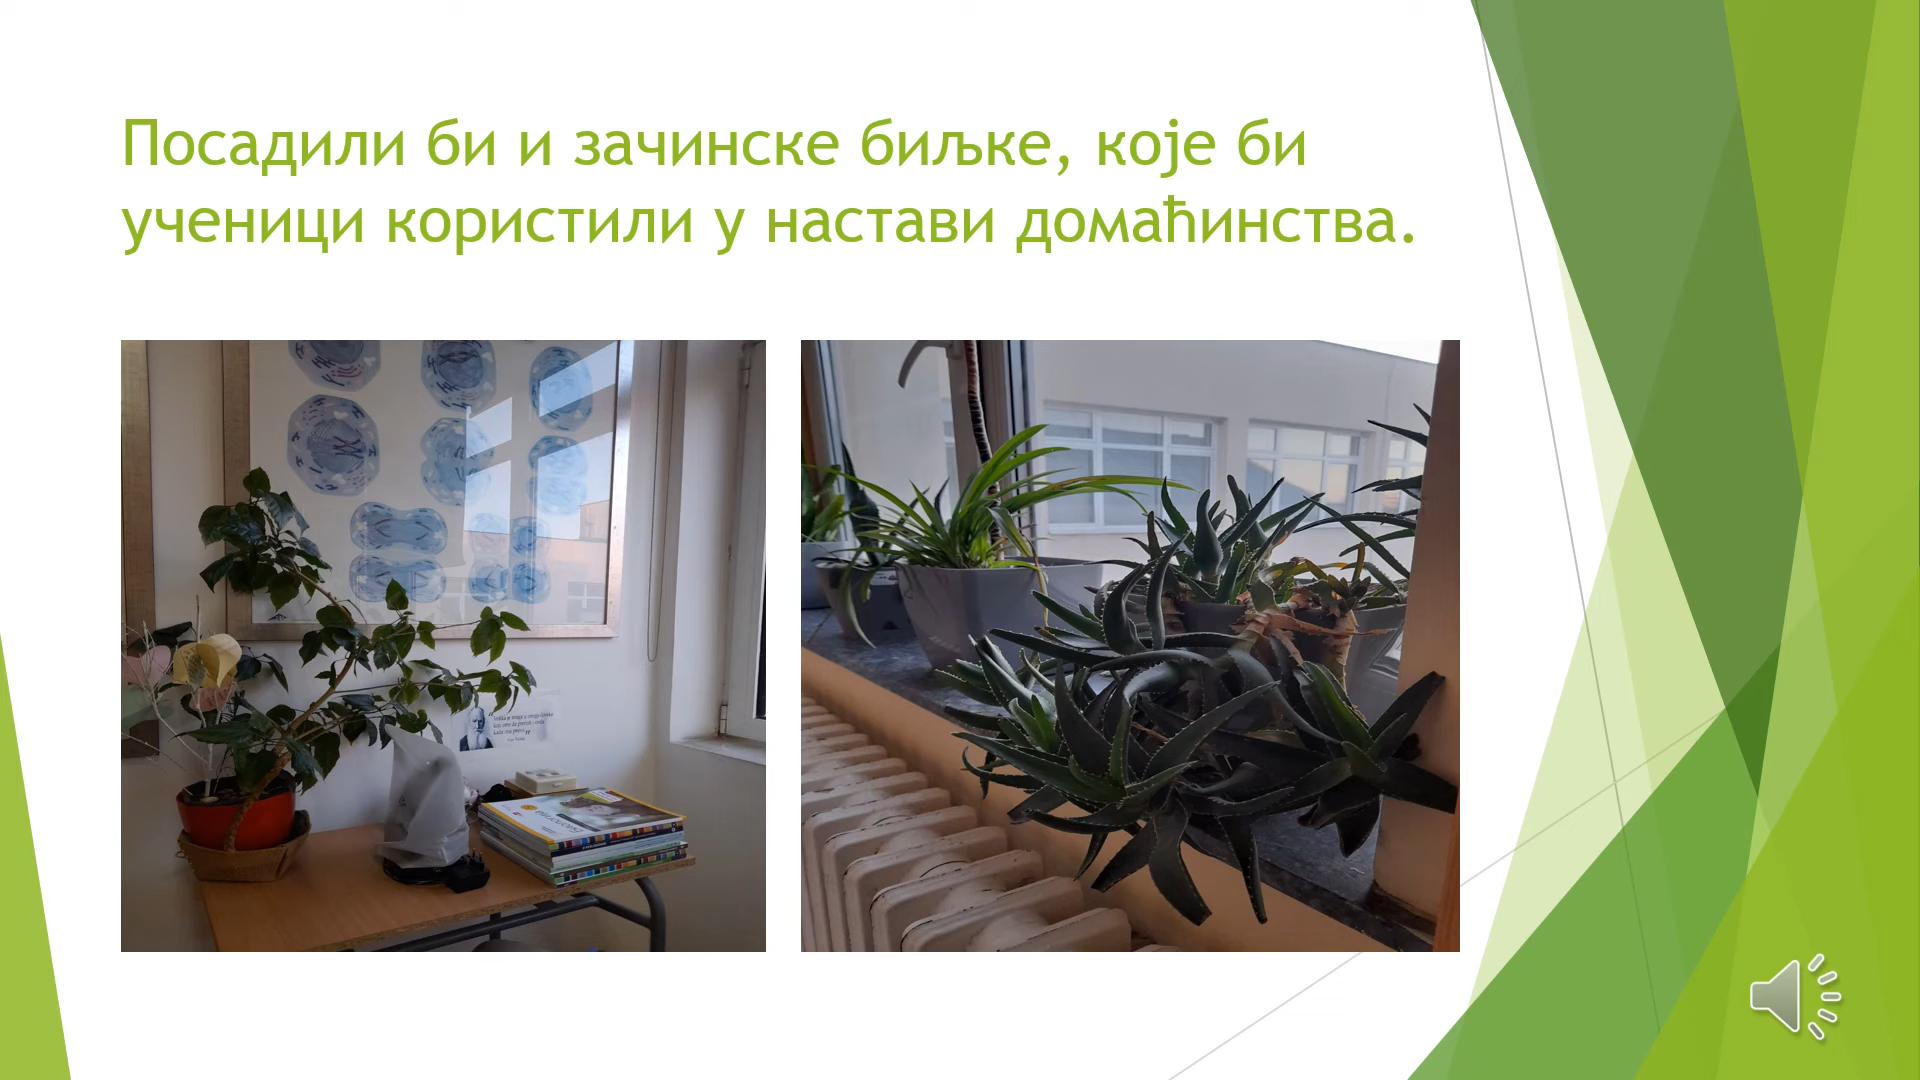 Посадили би и зачинске биљке, које би
ученици користили у настави домаћинства.